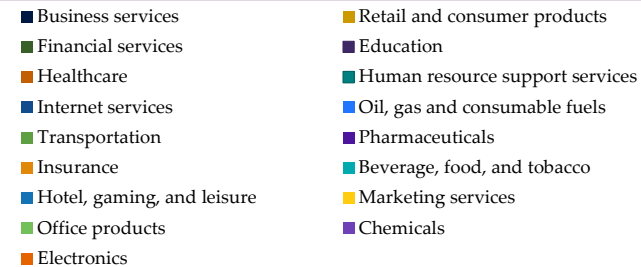 Business services
Financial services
Healthcare
Internet services
Transportation
Insurance
Hotel, gaming, and leisure
Office products
Electronics
Retail and consumer products
Education
Human resource support services
Oil, gas and consumable fuels
Pharmaceuticals
Beverage, food, and tobacco
Marketing services
Chemicals